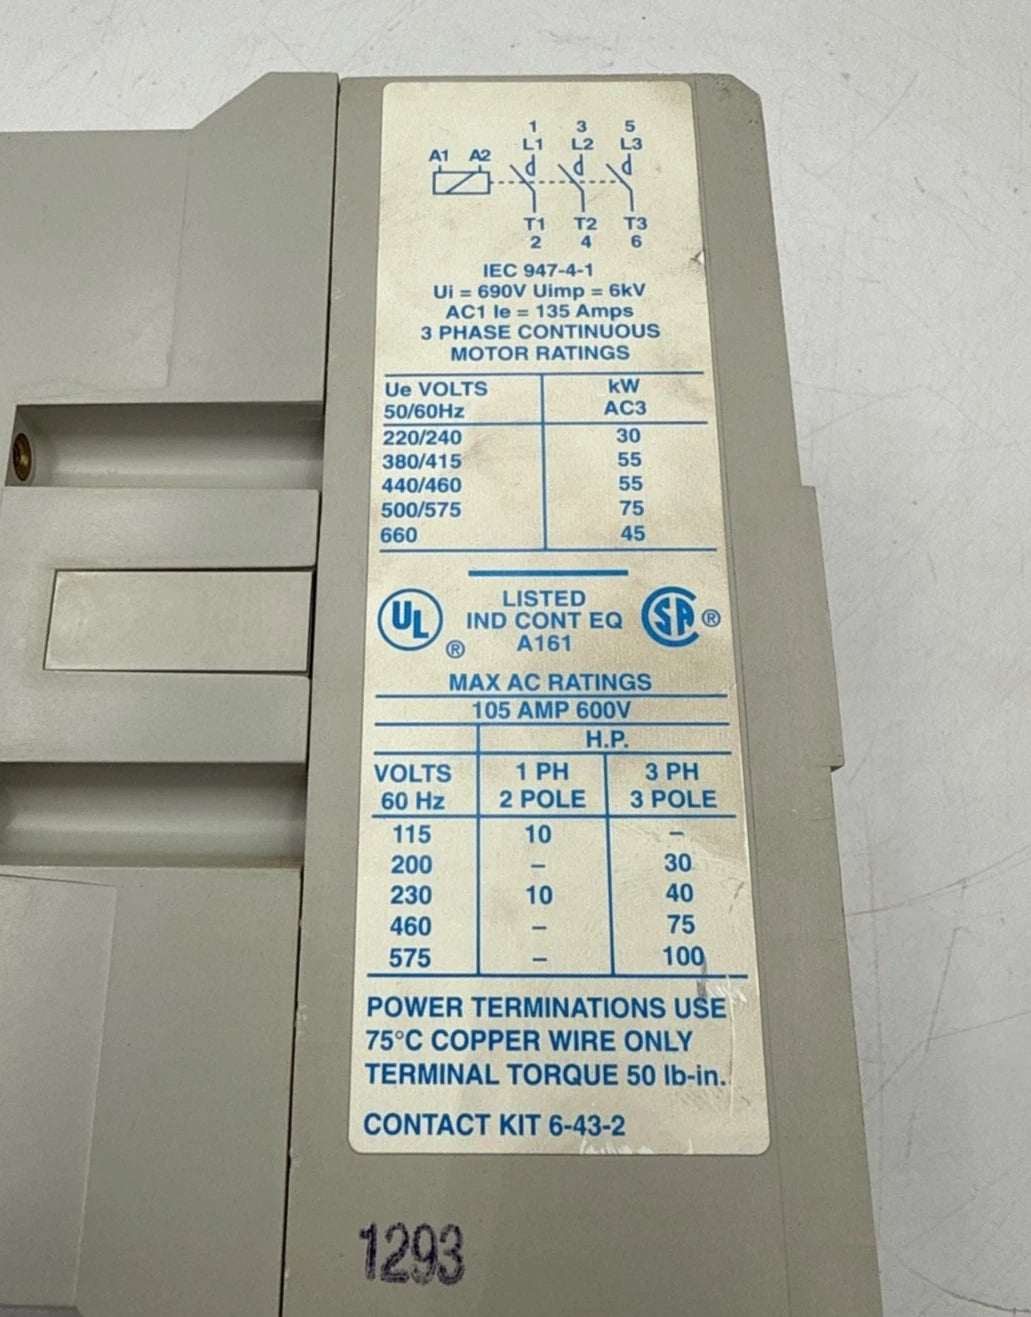 1 3 5
L1 L2 L3
A1 A2
T1 T2 T3
2 4 6
IEC 947-4-1
Ui = 690V Uimp = 6kV
AC1 Ie = 135 Amps
3 PHASE CONTINUOUS
MOTOR RATINGS
Ue VOLTS kW
50/60Hz AC3
220/240 30
380/415 55
440/460 55
500/575 75
660 45
UL ® LISTED SA ®
IND CONT EQ
A161
MAX AC RATINGS
105 AMP 600V
H.P.
VOLTS 1 PH 3 PH
60 Hz 2 POLE 3 POLE
115 10 –
200 – 30
230 10 40
460 – 75
575 – 100
POWER TERMINATIONS USE
75°C COPPER WIRE ONLY
TERMINAL TORQUE 50 lb-in.
CONTACT KIT 6-43-2
1293